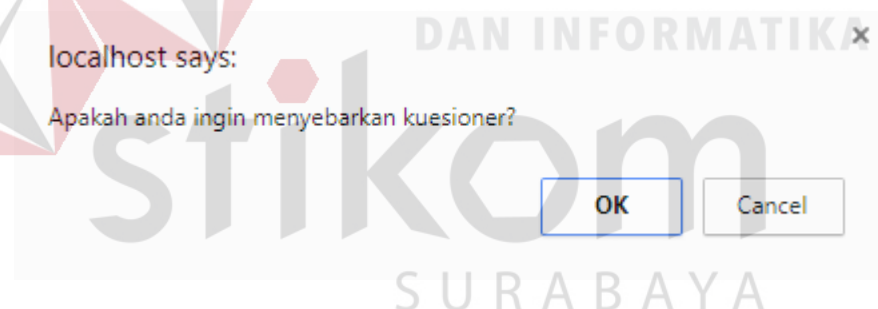 DAN INFORMATIKA
localhost says:
Apakah anda ingin menyebarkan kuesioner?
stikom
OK
Cancel
SURABAYA